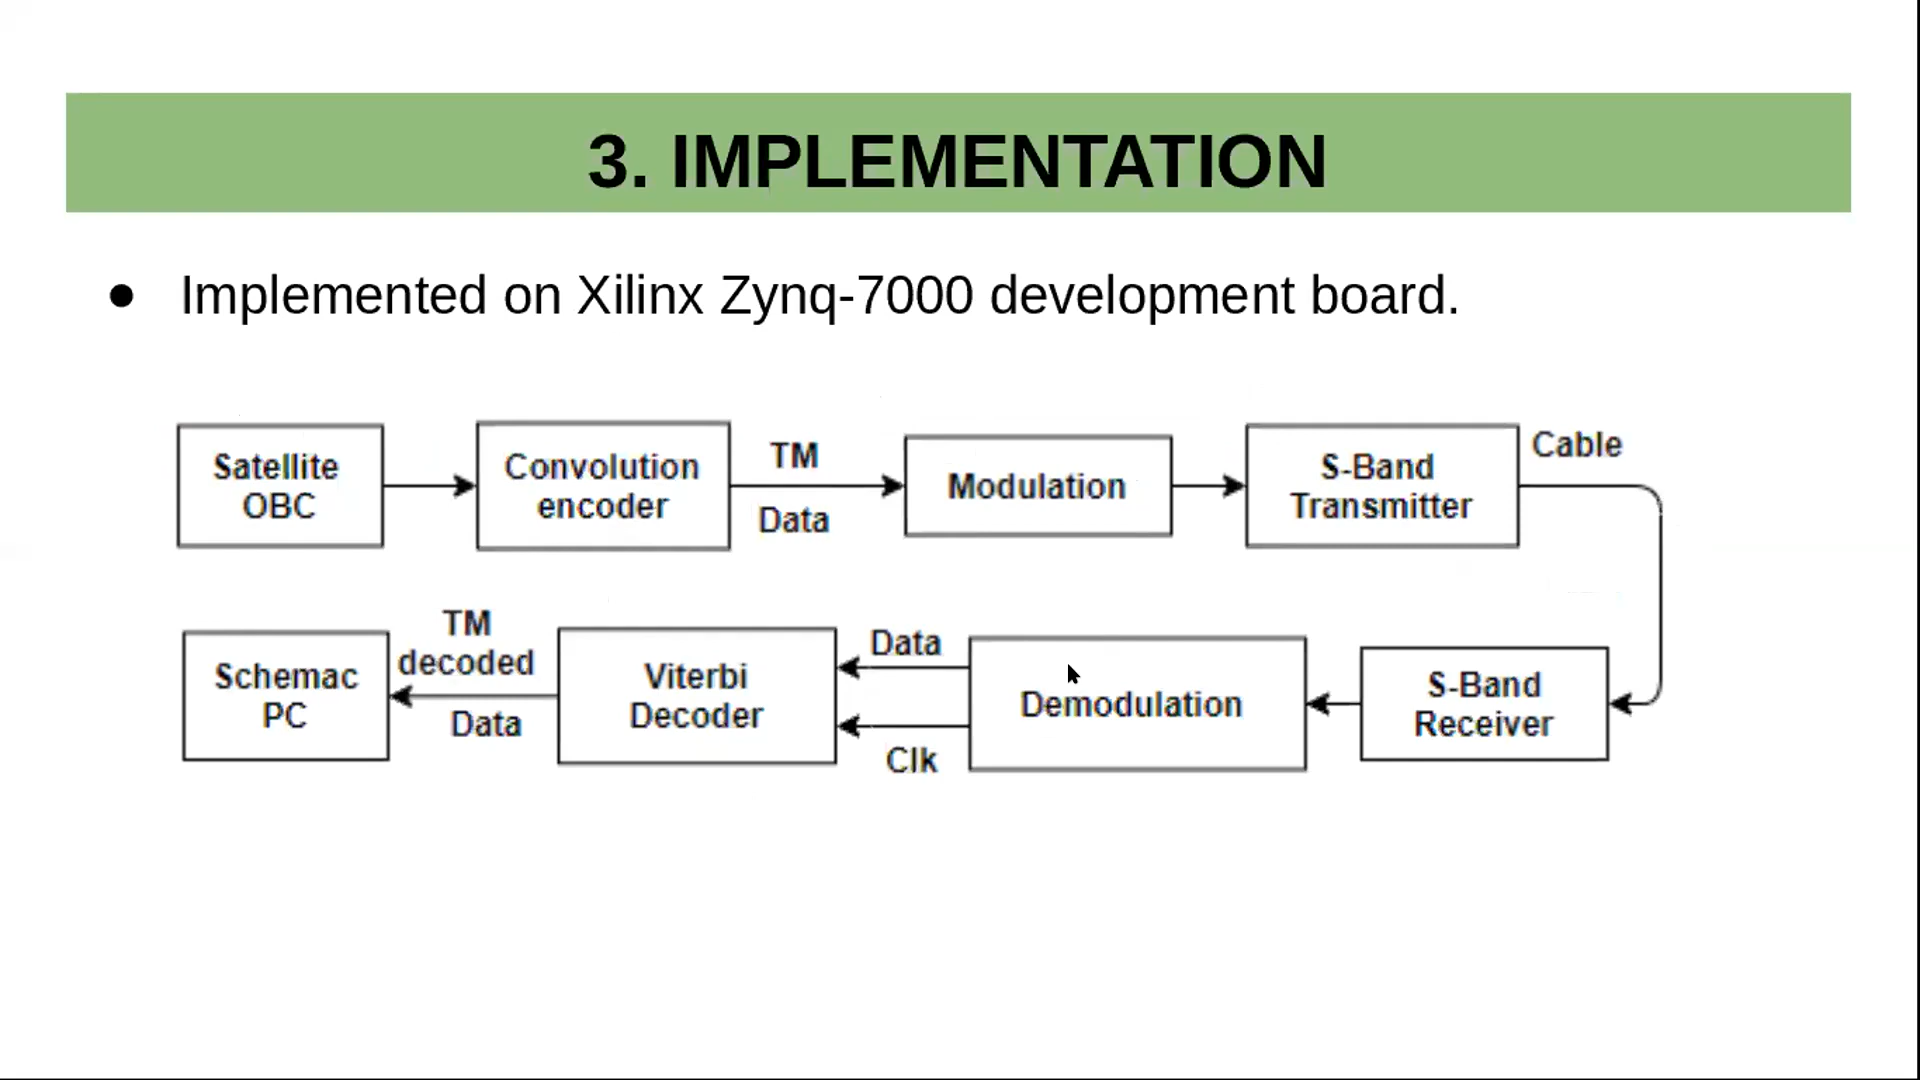 3. IMPLEMENTATION
● Implemented on Xilinx Zynq-7000 development board.
Satellite
OBC
Convolution
encoder
TM
Data
Modulation
S-Band
Transmitter
Cable
Schemac
PC
TM
decoded
Data
Viterbi
Decoder
Data
Clk
Demodulation
S-Band
Receiver